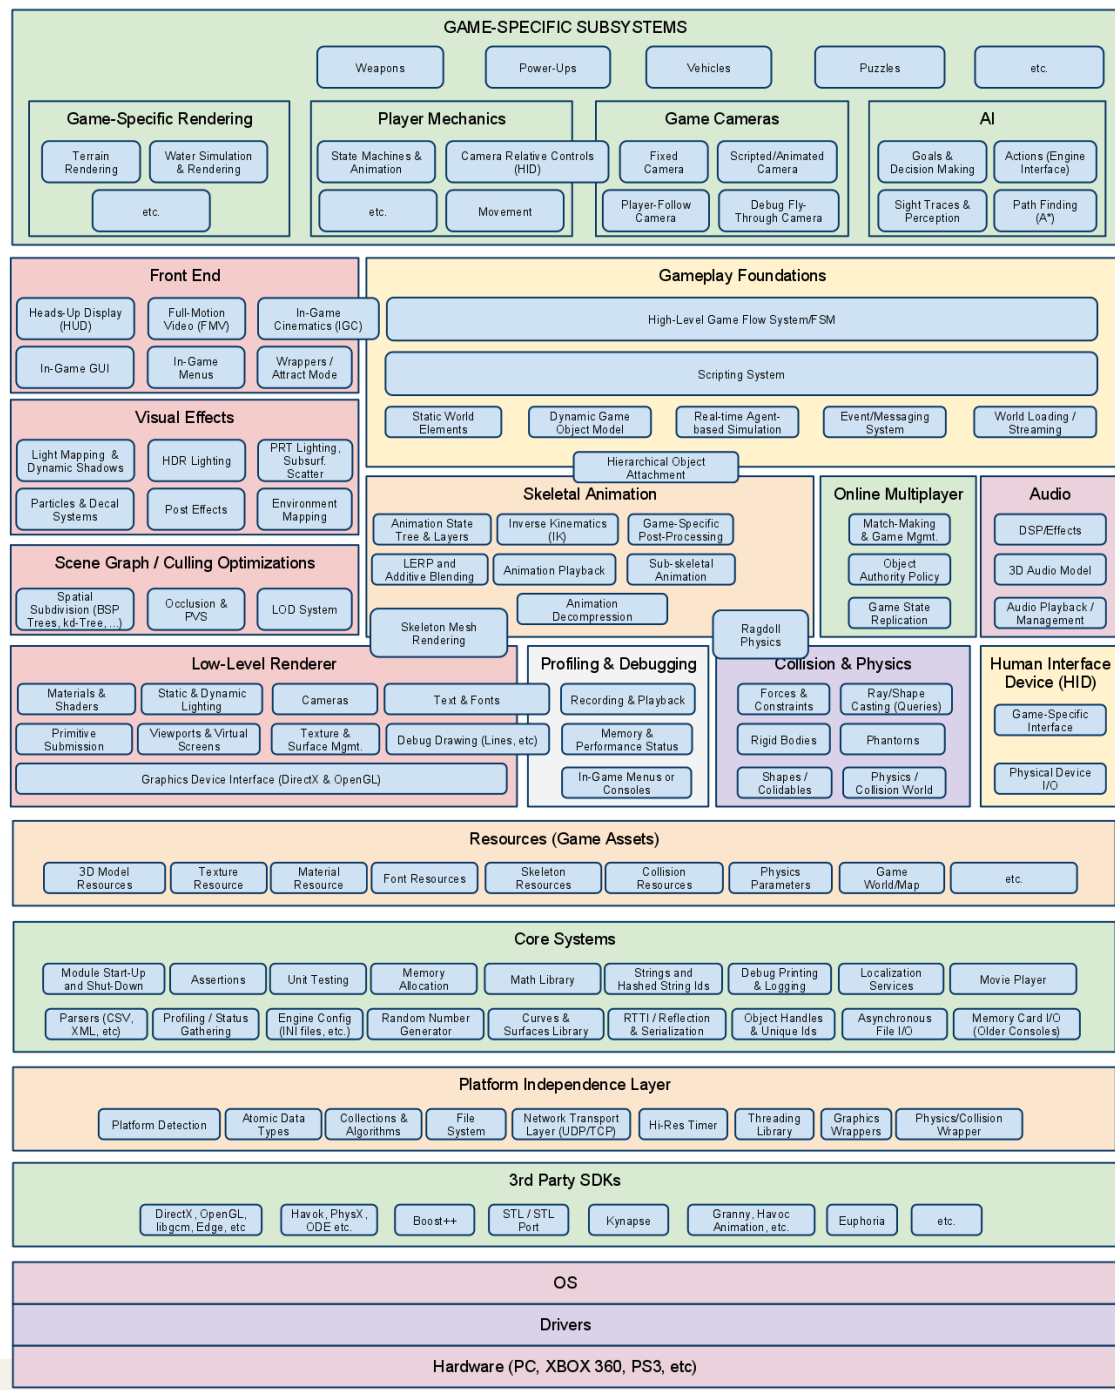 GAME-SPECIFIC SUBSYSTEMS
Weapons
Power-Ups
Vehicles
Puzzles
etc.
Game-Specific Rendering
Terrain
Rendering
Water Simulation
& Rendering
etc.
Player Mechanics
State Machines &
Animation
Camera Relative Controls
(HID)
etc.
Movement
Game Cameras
Fixed
Camera
Scripted/Animated
Camera
Player-Follow
Camera
Debug Fly-
Through Camera
AI
Goals &
Decision Making
Actions (Engine
Interface)
Sight Traces &
Perception
Path Finding
(A*)
Front End
Heads-Up Display
(HUD)
Full-Motion
Video (FMV)
In-Game
Cinematics (IGC)
In-Game GUI
In-Game
Menus
Wrappers /
Attract Mode
Gameplay Foundations
High-Level Game Flow System/FSM
Scripting System
Static World
Elements
Dynamic Game
Object Model
Real-time Agent-
based Simulation
Event/Messaging
System
World Loading /
Streaming
Hierarchical Object
Attachment
Visual Effects
Light Mapping &
Dynamic Shadows
HDR Lighting
PRT Lighting,
Subsurf.
Scatter
Particles & Decal
Systems
Post Effects
Environment
Mapping
Skeletal Animation
Animation State
Tree & Layers
Inverse Kinematics
(IK)
Game-Specific
Post-Processing
LERP and
Additive Blending
Animation Playback
Sub-skeletal
Animation
Animation
Decompression
Skeleton Mesh
Rendering
Ragdoll
Physics
Online Multiplayer
Match-Making
& Game Mgmt.
Object
Authority Policy
Game State
Replication
Audio
DSP/Effects
3D Audio Model
Audio Playback /
Management
Scene Graph / Culling Optimizations
Spatial
Subdivision (BSP
Trees, kd-Tree, ...)
Occlusion &
PVS
LOD System
Low-Level Renderer
Materials &
Shaders
Static & Dynamic
Lighting
Cameras
Text & Fonts
Primitive
Submission
Viewports & Virtual
Screens
Texture &
Surface Mgmt.
Debug Drawing (Lines, etc)
Graphics Device Interface (DirectX & OpenGL)
Profiling & Debugging
Recording & Playback
Memory &
Performance Status
In-Game Menus or
Consoles
Collision & Physics
Forces &
Constraints
Ray/Shape
Casting (Queries)
Rigid Bodies
Phantorns
Shapes /
Colidables
Physics /
Collision World
Human Interface
Device (HID)
Game-Specific
Interface
Physical Device
I/O
Resources (Game Assets)
3D Model
Resources
Texture
Resource
Material
Resource
Font Resources
Skeleton
Resources
Collision
Resources
Physics
Parameters
Game
World/Map
etc.
Core Systems
Module Start-Up
and Shut-Down
Assertions
Unit Testing
Memory
Allocation
Math Library
Strings and
Hashed String Ids
Debug Printing
& Logging
Localization
Services
Movie Player
Parsers (CSV,
XML, etc)
Profiling / Status
Gathering
Engine Config
(INI files, etc.)
Random Number
Generator
Curves &
Surfaces Library
RTTI / Reflection
& Serialization
Object Handles
& Unique Ids
Asynchronous
File I/O
Memory Card I/O
(Older Consoles)
Platform Independence Layer
Platform Detection
Atomic Data
Types
Collections &
Algorithms
File
System
Network Transport
Layer (UDP/TCP)
Hi-Res Timer
Threading
Library
Graphics
Wrappers
Physics/Collision
Wrapper
3rd Party SDKs
DirectX, OpenGL,
libgcm, Edge, etc
Havok, PhysX,
ODE etc.
Boost++
STL / STL
Port
Kynapse
Granny, Havoc
Animation, etc.
Euphoria
etc.
OS
Drivers
Hardware (PC, XBOX 360, PS3, etc)